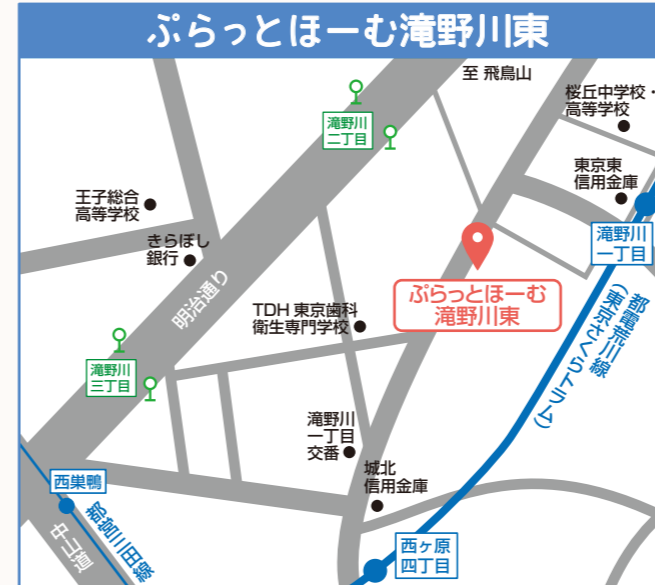 ぷらっとほーむ滝野川東
至 飛鳥山
桜丘中学校・
高等学校
滝野川
二丁目
東京東
信用金庫
王子総合
高等学校
滝野川
一丁目
きらぼし
銀行
明治通り
ぷらっとほーむ
滝野川東
TDH 東京歯科
衛生専門学校
都電荒川線
(東京さくらトラム)
滝野川
三丁目
滝野川
一丁目
交番
城北
信用金庫
西巣鴨
都営三田線
中山道
西ヶ原
四丁目